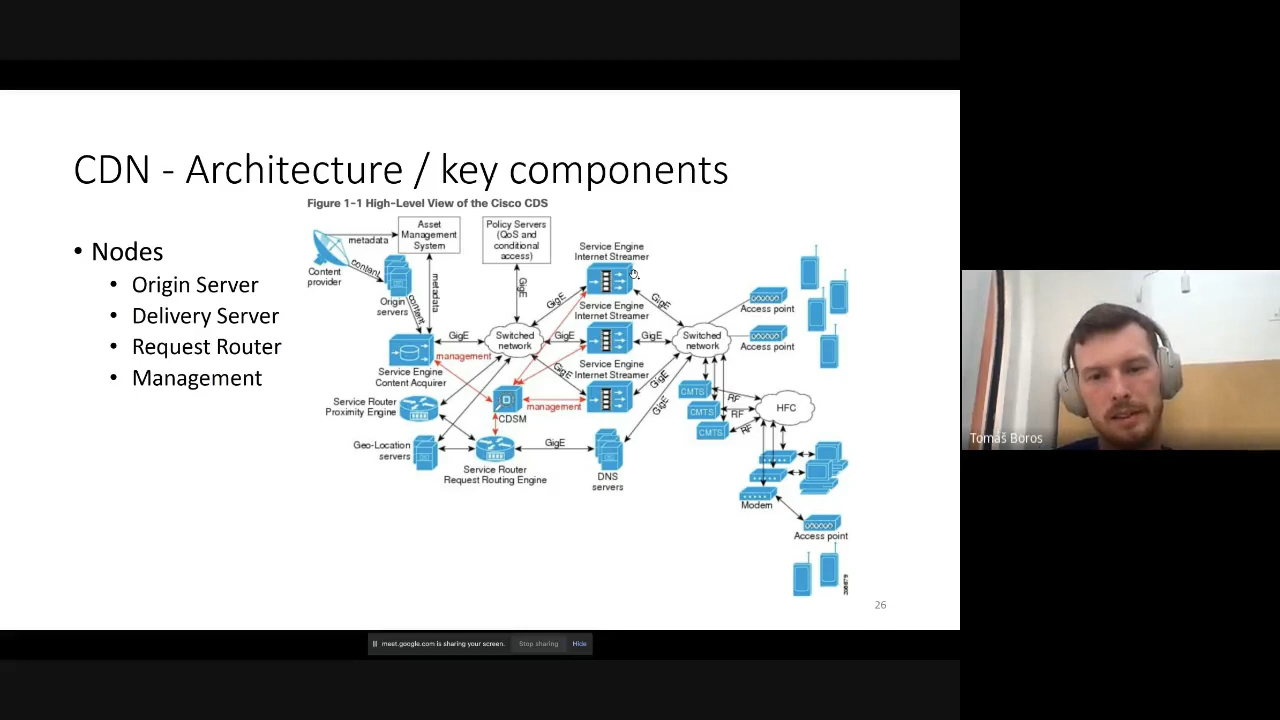 CDN - Architecture / key components
Figure 1-1 High-Level View of the Cisco CDS
• Nodes
• Origin Server
• Delivery Server
• Request Router
• Management
Asset
Management
System
Policy Servers
(QoS and
conditional
access)
metadata
content
Content
provider
Origin
servers
content
metadata
GigE
Service Engine
Internet Streamer
GigE
GigE
Access point
Service Engine
Internet Streamer
GigE
Switched
network
GigE
GigE
Switched
network
Access point
management
Service Engine
Content Acquirer
Service Engine
Internet Streamer
GigE
GigE
CMTS
RF
Service Router
Proximity Engine
CDSM
management
GigE
CMTS
RF
HFC
CMTS
RF
Geo-Location
servers
GigE
Service Router
Request Routing Engine
DNS
servers
Modem
Access point
26
meet.google.com is sharing your screen.
Stop sharing
Hide
Tomáš Boros